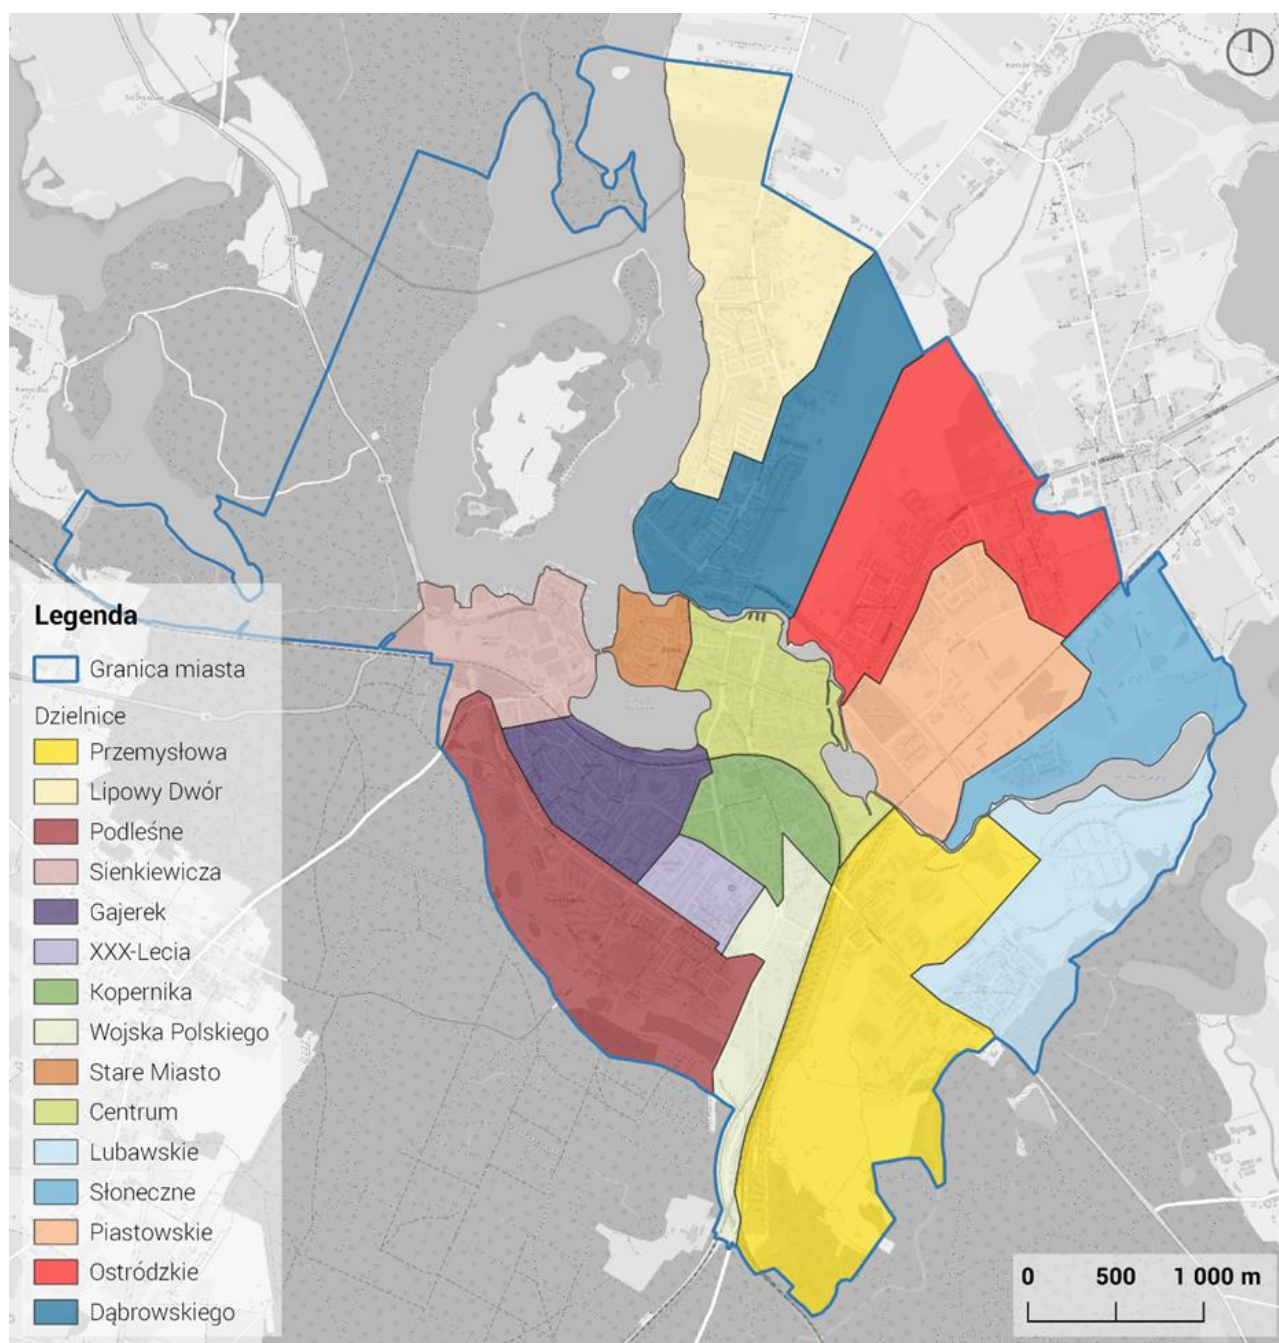 Legenda
Granica miasta
Dzielnice
Przemysłowa
Lipowy Dwór
Podleśne
Sienkiewicza
Gajerek
XXX-Lecia
Kopernika
Wojska Polskiego
Stare Miasto
Centrum
Lubawskie
Słoneczne
Piastowskie
Ostródzkie
Dąbrowskiego
0 500 1 000 m